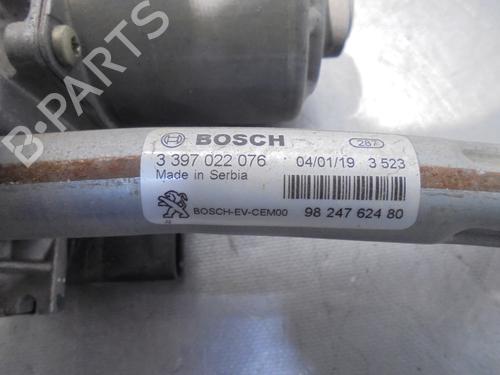 BOSCH
287
3 397 022 076 04/01/19 3 523
Made in Serbia
BOSCH-EV-CEM00 98 247 624 80
B-PARTS